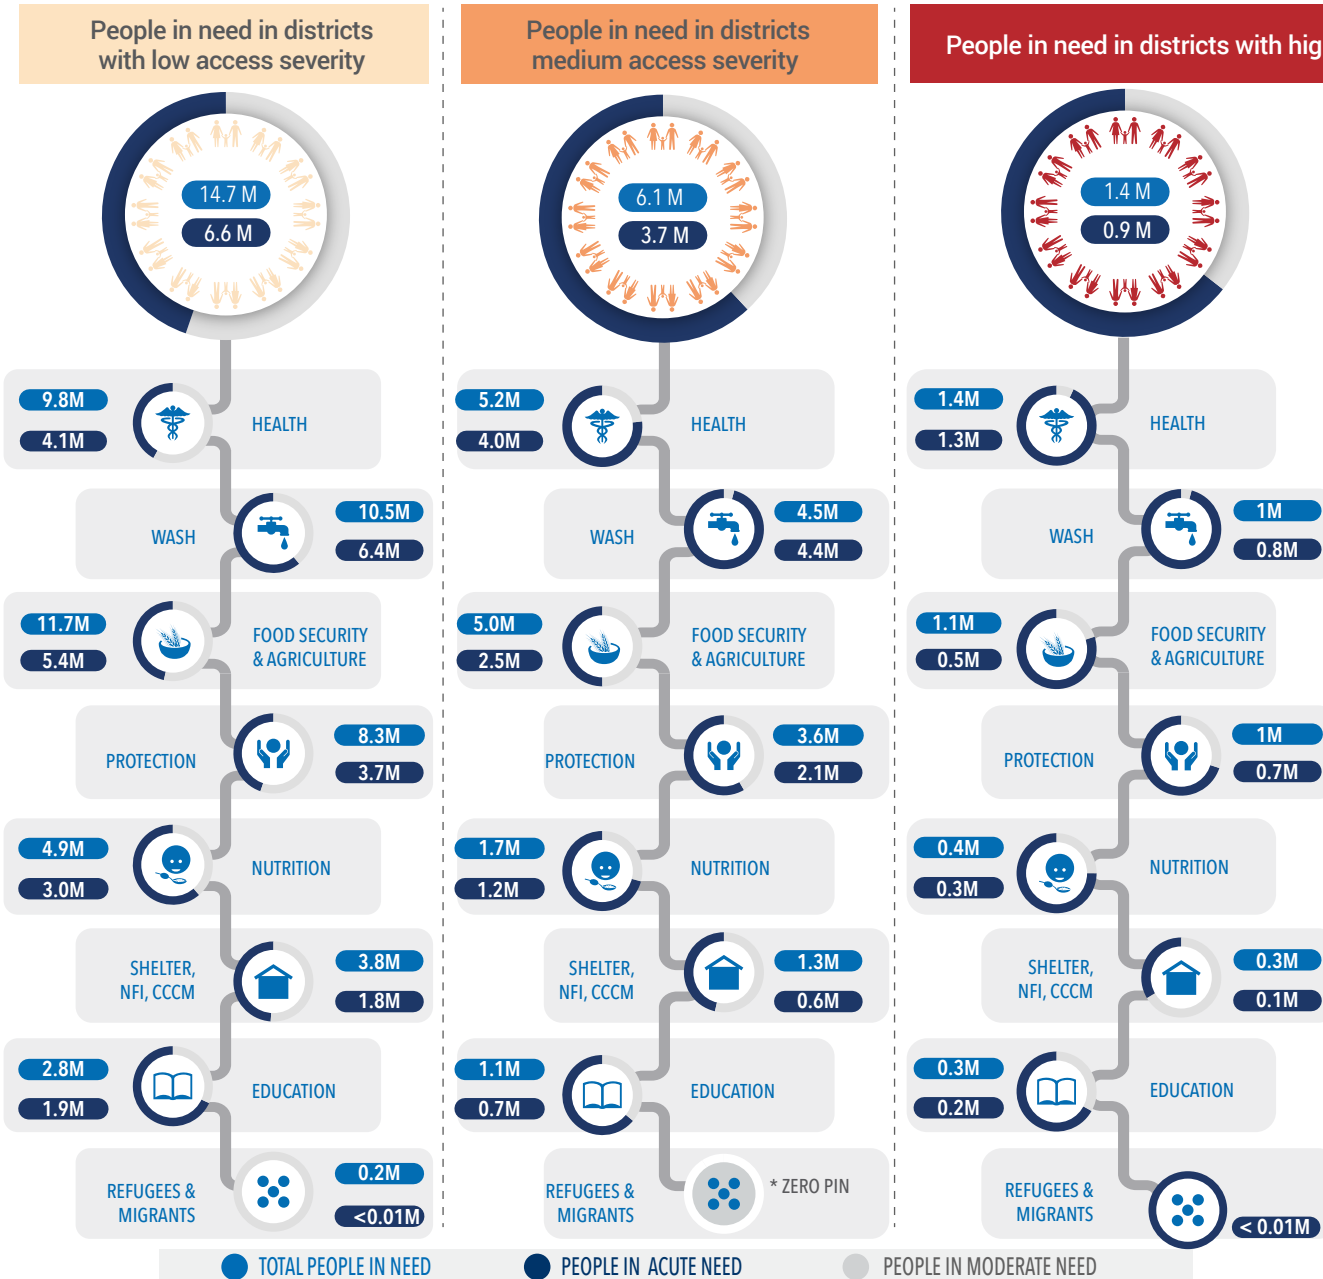 People in need in districts
with low access severity
14.7 M
6.6 M
9.8M
4.1M
HEALTH
WASH
10.5M
6.4M
11.7M
5.4M
FOOD SECURITY
& AGRICULTURE
PROTECTION
8.3M
3.7M
4.9M
3.0M
NUTRITION
SHELTER,
NFI, CCCM
3.8M
1.8M
2.8M
1.9M
EDUCATION
REFUGEES &
MIGRANTS
0.2M
<0.01M
People in need in districts
medium access severity
6.1 M
3.7 M
5.2M
4.0M
HEALTH
WASH
4.5M
4.4M
5.0M
2.5M
FOOD SECURITY
& AGRICULTURE
PROTECTION
3.6M
2.1M
1.7M
1.2M
NUTRITION
SHELTER,
NFI, CCCM
1.3M
0.6M
1.1M
0.7M
EDUCATION
REFUGEES &
MIGRANTS
* ZERO PIN
People in need in districts with hig
1.4 M
0.9 M
1.4M
1.3M
HEALTH
WASH
1M
0.8M
1.1M
0.5M
FOOD SECURITY
& AGRICULTURE
PROTECTION
1M
0.7M
0.4M
0.3M
NUTRITION
SHELTER,
NFI, CCCM
0.3M
0.1M
0.3M
0.2M
EDUCATION
REFUGEES &
MIGRANTS
< 0.01M
TOTAL PEOPLE IN NEED
PEOPLE IN ACUTE NEED
PEOPLE IN MODERATE NEED